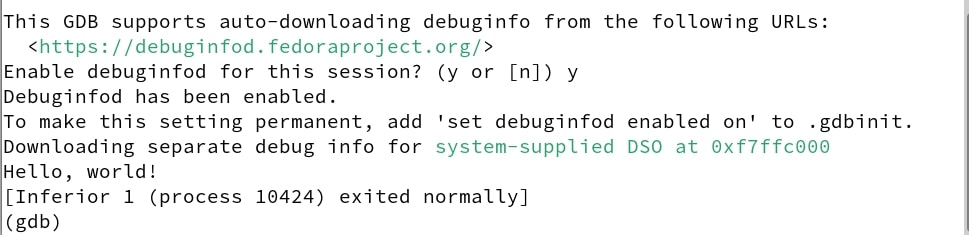 This GDB supports auto-downloading debuginfo from the following URLs:
  <https://debuginfod.fedoraproject.org/>
Enable debuginfod for this session? (y or [n]) y
Debuginfod has been enabled.
To make this setting permanent, add 'set debuginfod enabled on' to .gdbinit.
Downloading separate debug info for system-supplied DSO at 0xf7ffc000
Hello, world!
[Inferior 1 (process 10424) exited normally]
(gdb)